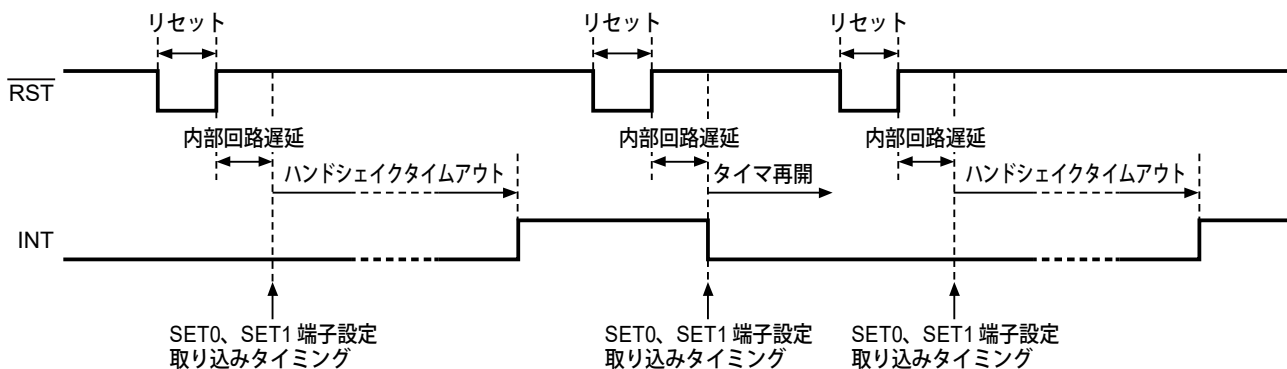 リセット
リセット
リセット
RST
内部回路遅延
内部回路遅延
内部回路遅延
ハンドシェイクタイムアウト
タイマ再開
ハンドシェイクタイムアウト
INT
SET0、SET1 端子設定
取り込みタイミング
SET0、SET1 端子設定
取り込みタイミング
SET0、SET1 端子設定
取り込みタイミング